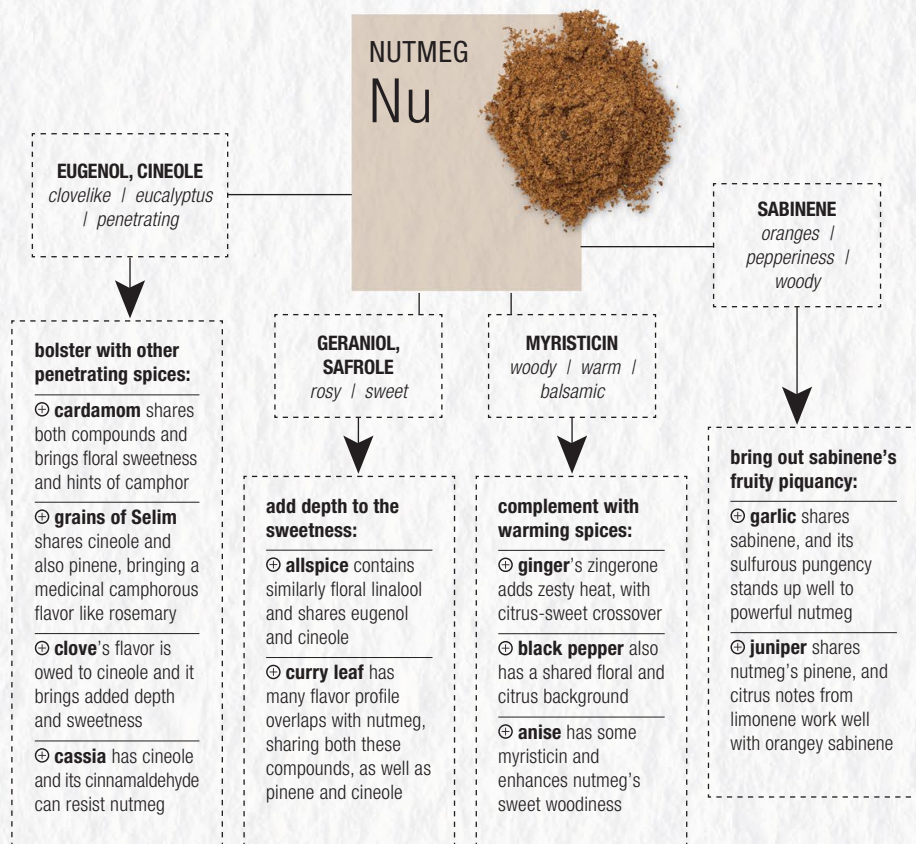 NUTMEG
Nu
EUGENOL, CINEOLE
clovelike | eucalyptus
| penetrating
bolster with other
penetrating spices:
⊕ cardamom shares
both compounds and
brings floral sweetness
and hints of camphor
⊕ grains of Selim
shares cineole and
also pinene, bringing a
medicinal camphorous
flavor like rosemary
⊕ clove's flavor is
owed to cineole and it
brings added depth
and sweetness
⊕ cassia has cineole
and its cinnamaldehyde
can resist nutmeg
GERANIOL,
SAFROLE
rosy | sweet
add depth to the
sweetness:
⊕ allspice contains
similarly floral linalool
and shares eugenol
and cineole
⊕ curry leaf has
many flavor profile
overlaps with nutmeg,
sharing both these
compounds, as well as
pinene and cineole
MYRISTICIN
woody | warm |
balsamic
complement with
warming spices:
⊕ ginger's zingerone
adds zesty heat, with
citrus-sweet crossover
⊕ black pepper also
has a shared floral and
citrus background
⊕ anise has some
myristicin and
enhances nutmeg's
sweet woodiness
SABINENE
oranges |
pepperiness |
woody
bring out sabinene's
fruity piquancy:
⊕ garlic shares
sabinene, and its
sulfurous pungency
stands up well to
powerful nutmeg
⊕ juniper shares
nutmeg's pinene, and
citrus notes from
limonene work well
with orangey sabinene